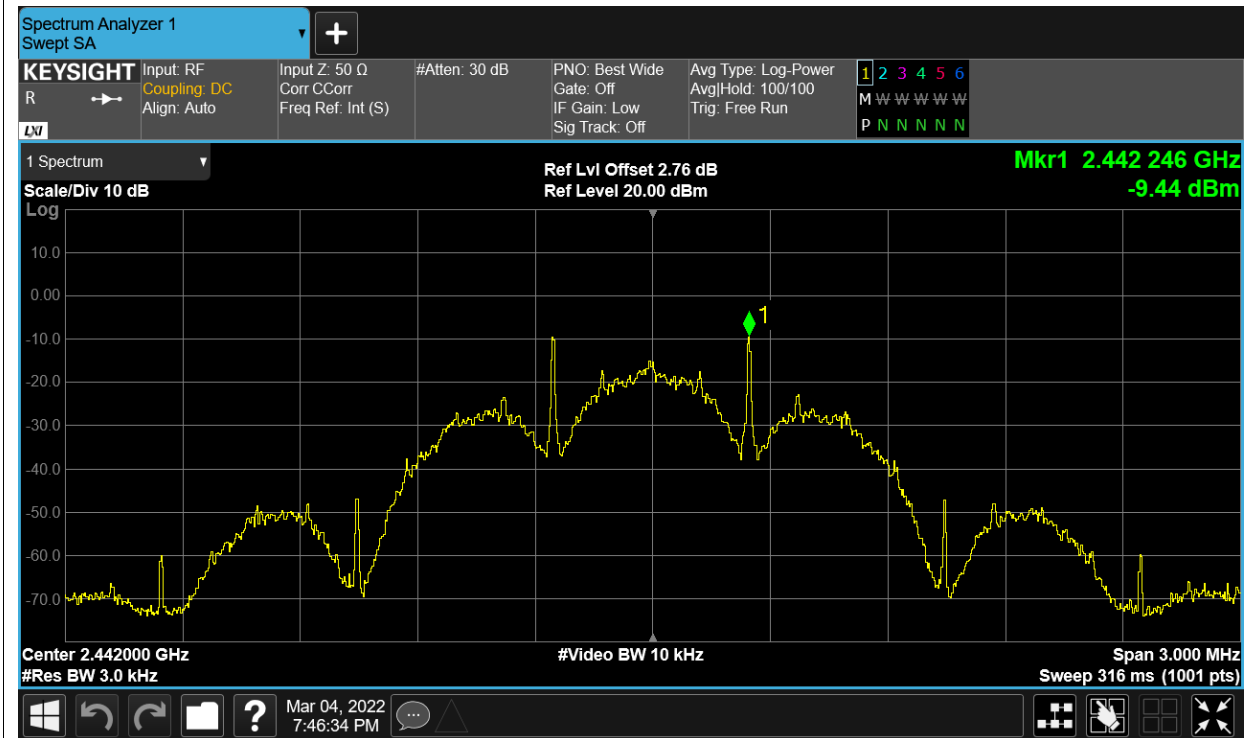 Spectrum Analyzer 1
Swept SA
KEYSIGHT
R
LXI
Input: RF
Coupling: DC
Align: Auto
Input Z: 50 Ω
Corr CCorr
Freq Ref: Int (S)
#Atten: 30 dB
PNO: Best Wide
Gate: Off
IF Gain: Low
Sig Track: Off
Avg Type: Log-Power
Avg|Hold: 100/100
Trig: Free Run
1 2 3 4 5 6
M W W W W W
P N N N N N
1 Spectrum
Scale/Div 10 dB
Ref Lvl Offset 2.76 dB
Ref Level 20.00 dBm
Mkr1 2.442 246 GHz
-9.44 dBm
Log
10.0
0.00
-10.0
-20.0
-30.0
-40.0
-50.0
-60.0
-70.0
1
Center 2.442000 GHz
#Res BW 3.0 kHz
#Video BW 10 kHz
Span 3.000 MHz
Sweep 316 ms (1001 pts)
?
Mar 04, 2022
7:46:34 PM